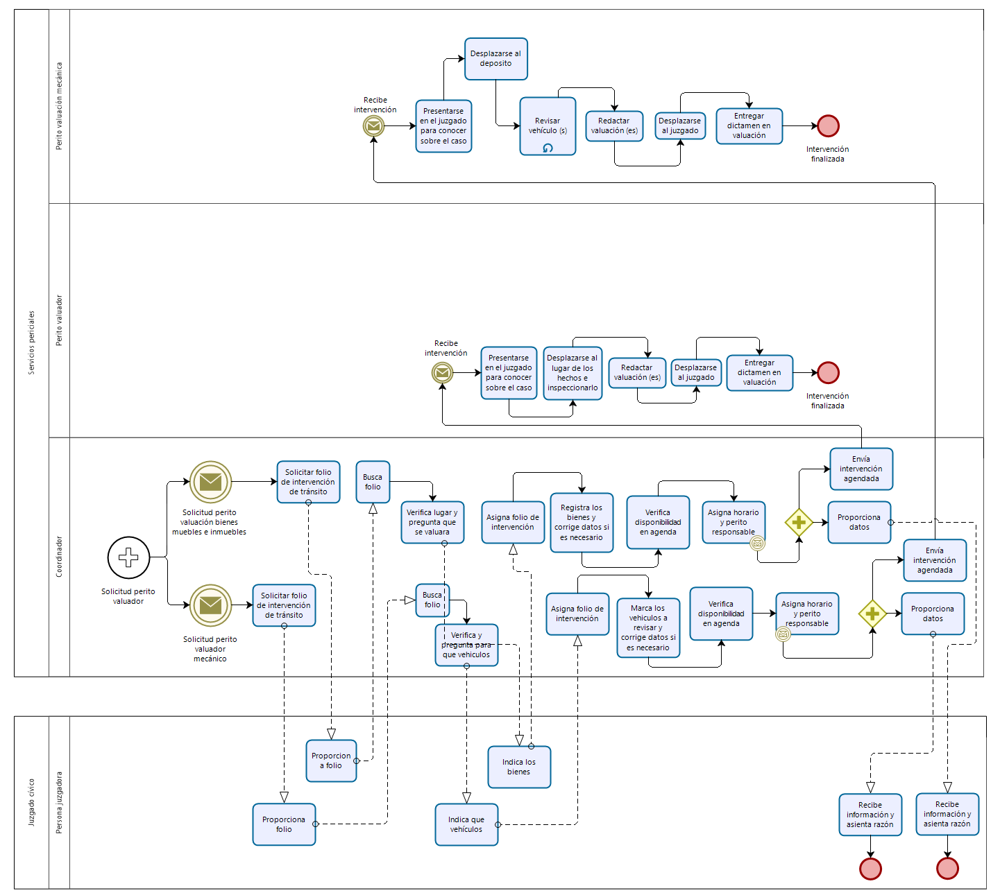 Servicios periciales
Perito valuación mecánica
Recibe
intervención
Presentarse
en el juzgado
para conocer
sobre el caso
Desplazarse al
deposito
Revisar
vehículo (s)
Redactar
valuación (es)
Desplazarse
al juzgado
Entregar
dictamen en
valuación
Intervención
finalizada
Perito valuador
Recibe
intervención
Presentarse
en el juzgado
para conocer
sobre el caso
Desplazarse al
lugar de los
hechos e
inspeccionarlo
Redactar
valuación (es)
Desplazarse
al juzgado
Entregar
dictamen en
valuación
Intervención
finalizada
Coordinador
Solicitud perito
valuador
Solicitud perito
valuación bienes
muebles e inmuebles
Solicitar folio
de intervención
de tránsito
Busca
folio
Verifica lugar y
pregunta que
se valuara
Asigna folio de
intervención
Registra los
bienes y
corrige datos si
es necesario
Verifica
disponibilidad
en agenda
Asigna horario
y perito
responsable
Envía
intervención
agendada
Proporciona
datos
Solicitud perito
valuador
mecánico
Solicitar folio
de intervención
de tránsito
Busca
folio
Verifica y
pregunta para
que vehiculos
Asigna folio de
intervención
Marca los
vehiculos a
revisar y
corrige datos si
es necesario
Verifica
disponibilidad
en agenda
Asigna horario
y perito
responsable
Envía
intervención
agendada
Proporciona
datos
Juzgado cívico
Persona juzgadora
Proporcion
a folio
Proporciona
folio
Indica los
bienes
Indica que
vehículos
Recibe
información y
asienta razón
Recibe
información y
asienta razón